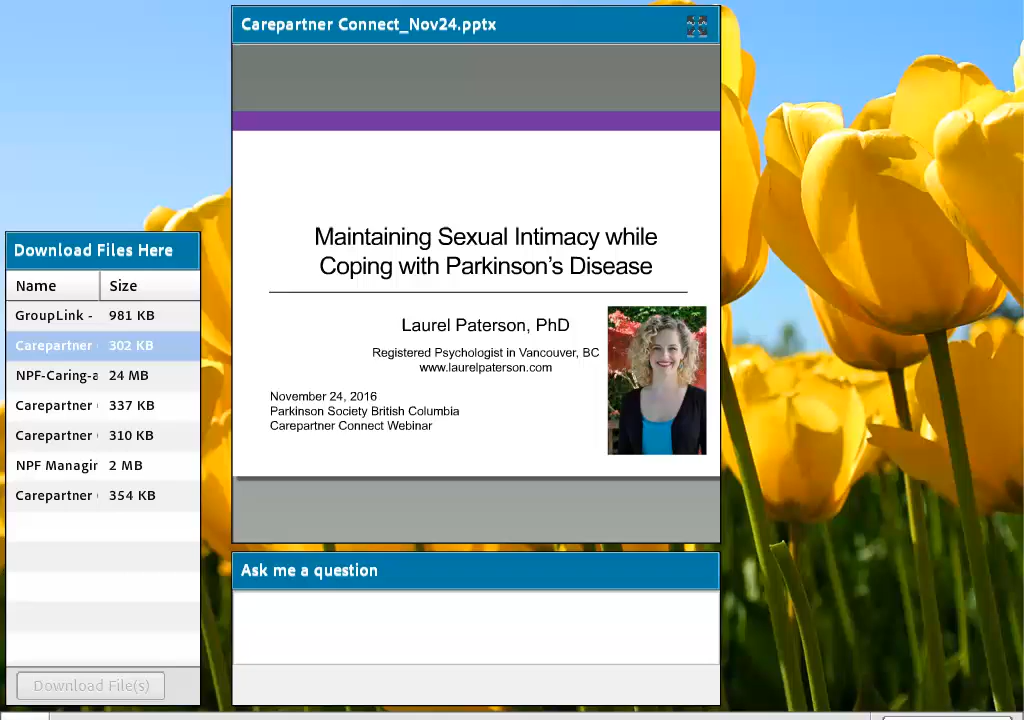 Carepartner Connect_Nov24.pptx
Maintaining Sexual Intimacy while
Coping with Parkinson's Disease
Laurel Paterson, PhD
Registered Psychologist in Vancouver, BC
www.laurelpaterson.com
November 24, 2016
Parkinson Society British Columbia
Carepartner Connect Webinar
Download Files Here
Name Size
GroupLink - 981 KB
Carepartner 302 KB
NPF-Caring-a 24 MB
Carepartner 337 KB
Carepartner 310 KB
NPF Managin 2 MB
Carepartner 354 KB
Download File(s)
Ask me a question